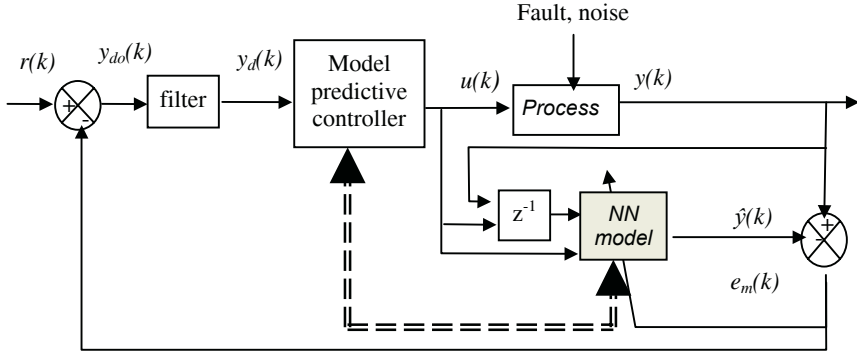 Fault, noise
r(k)
y_do(k)
y_d(k)
Model
predictive
controller
u(k)
y(k)
+
-
filter
Process
z⁻¹
NN
model
ŷ(k)
+
-
e_m(k)